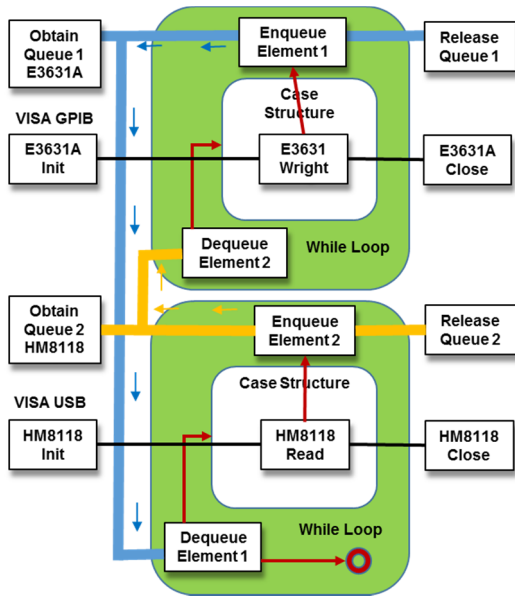 Obtain
Queue 1
E3631A
Enqueue
Element 1
Release
Queue 1
Case
Structure
VISA GPIB
E3631A
Init
E3631
Wright
E3631A
Close
Dequeue
Element 2
While Loop
Obtain
Queue 2
HM8118
Enqueue
Element 2
Release
Queue 2
Case Structure
VISA USB
HM8118
Init
HM8118
Read
HM8118
Close
While Loop
Dequeue
Element 1